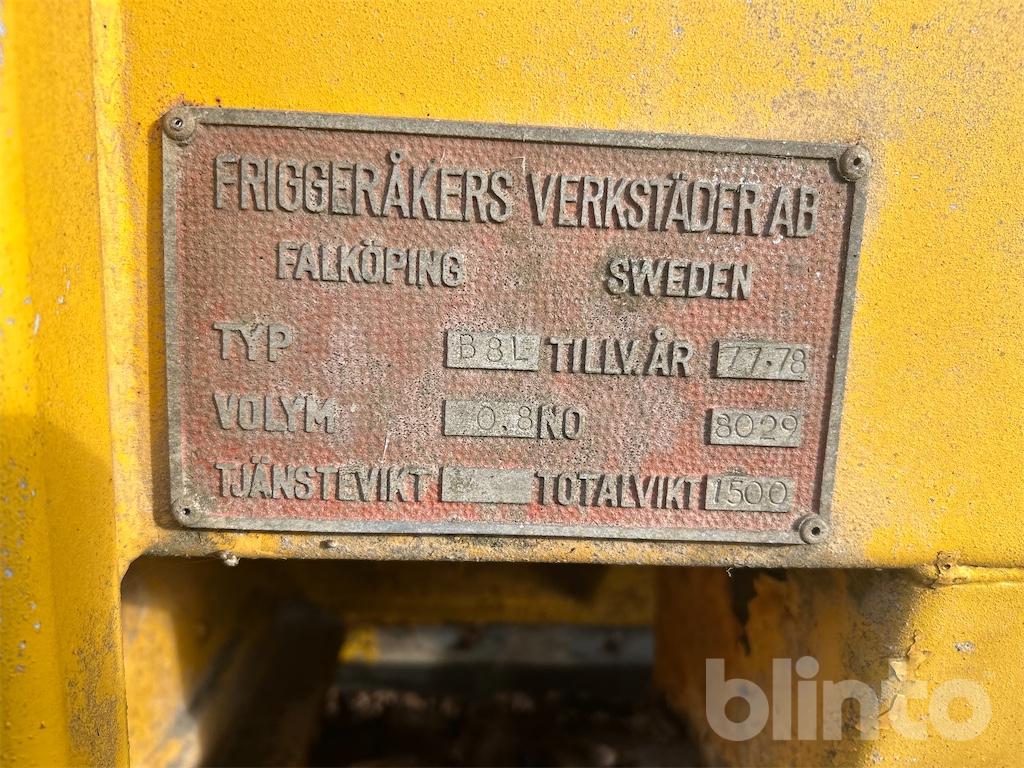 FRIGGERÅKERS VERKSTÄDER AB
FALKÖPING SWEDEN
TYP B8L TILLV.ÅR 77.78
VOLYM 0.8 NO 8029
TJÄNSTEVIKT TOTALVIKT 1500
blinto